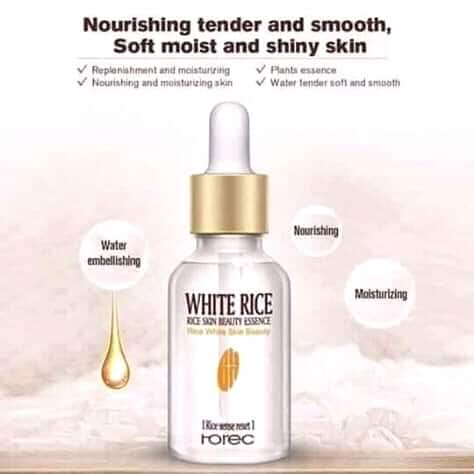 Nourishing tender and smooth,
Soft moist and shiny skin
✓ Replenishment and moisturizing
✓ Plants essence
✓ Nourishing and moisturizing skin
✓ Water tender soft and smooth
Nourishing
Water
embellishing
Moisturizing
WHITE RICE
RICE SKIN BEAUTY ESSENCE
Rice White Skin Beauty
[ Rice sense reset ]
rorec